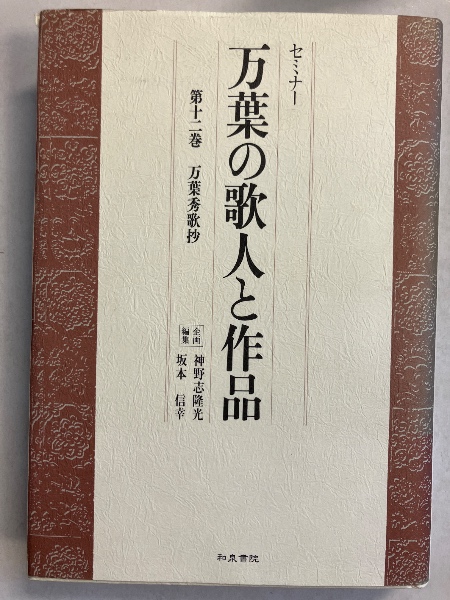 セミナー
万葉の歌人と作品
第十二巻 万葉秀歌抄
企画
編集
神野志隆光
坂本信幸
和泉書院